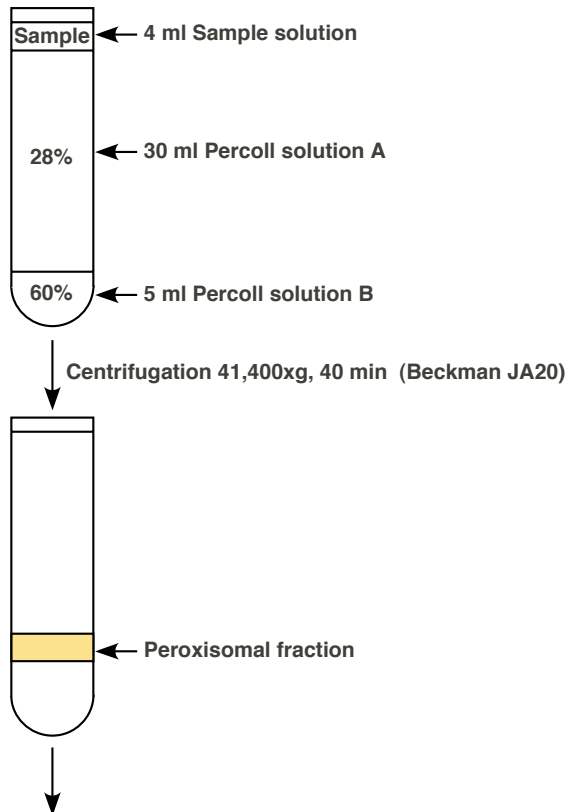 Sample
4 ml Sample solution
28%
30 ml Percoll solution A
60%
5 ml Percoll solution B
Centrifugation 41,400xg, 40 min (Beckman JA20)
Peroxisomal fraction